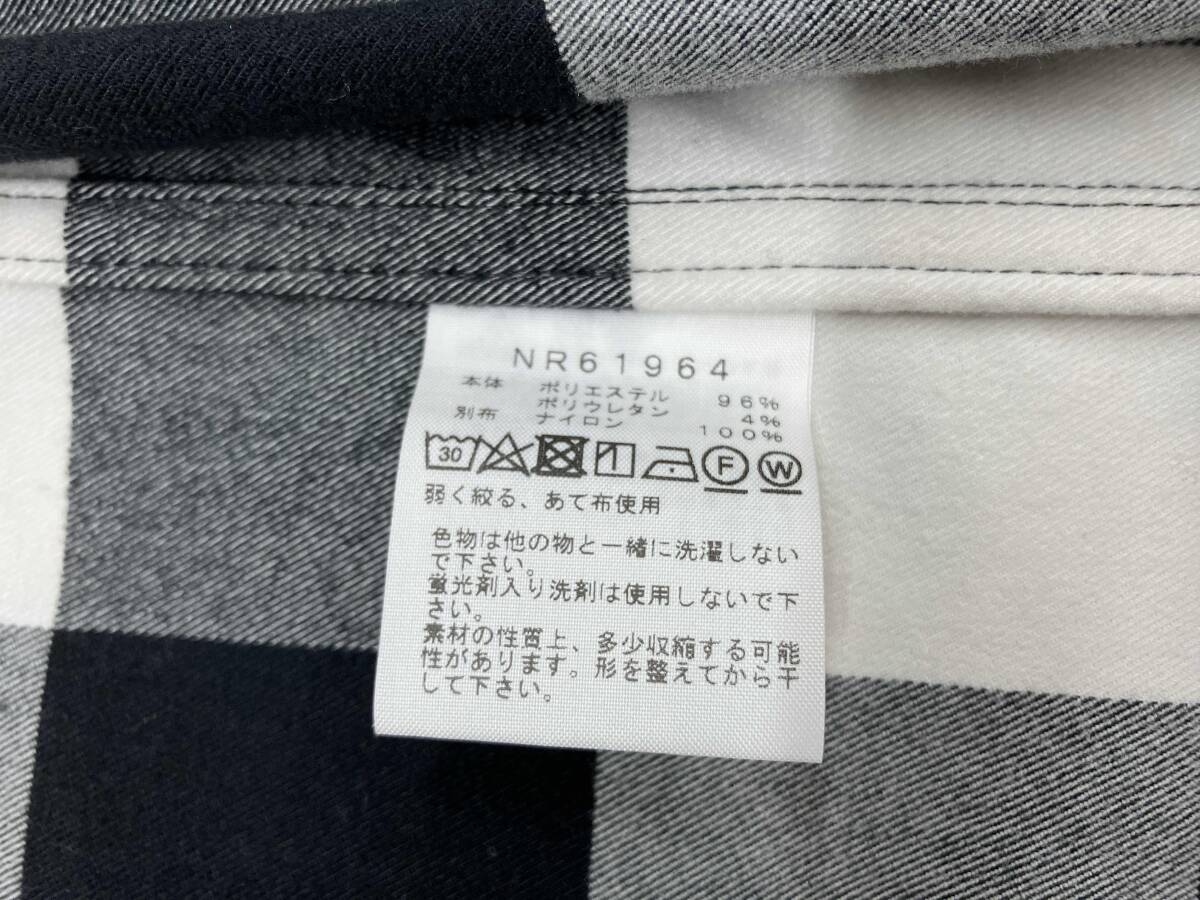 NR61964
本体 ポリエステル 96%
ポリウレタン 4%
別布 ナイロン 100%
30 F W
弱く絞る、あて布使用
色物は他の物と一緒に洗濯しない
で下さい。
蛍光剤入り洗剤は使用しないで下
さい。
素材の性質上、多少収縮する可能
性があります。形を整えてから干
して下さい。